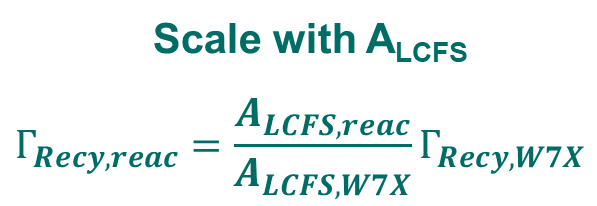 Scale with A_LCFS
Γ_Recy,reac = A_LCFS,reac / A_LCFS,W7X Γ_Recy,W7X